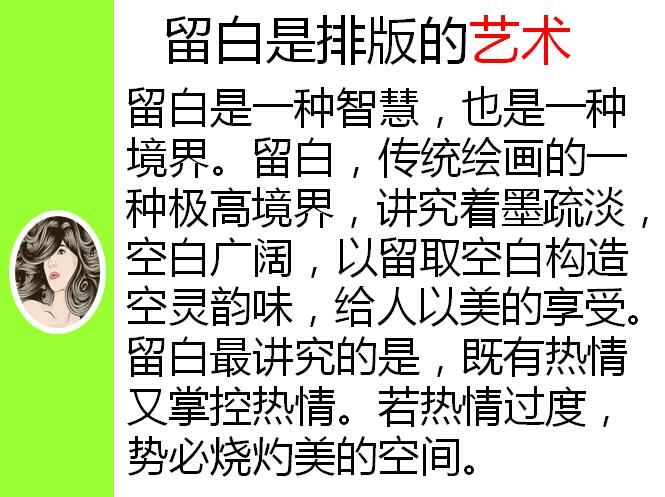 留白是排版的艺术
留白是一种智慧，也是一种
境界。留白，传统绘画的一
种极高境界，讲究着墨疏淡，
空白广阔，以留取空白构造
空灵韵味，给人以美的享受。
留白最讲究的是，既有热情
又掌控热情。若热情过度，
势必烧灼美的空间。